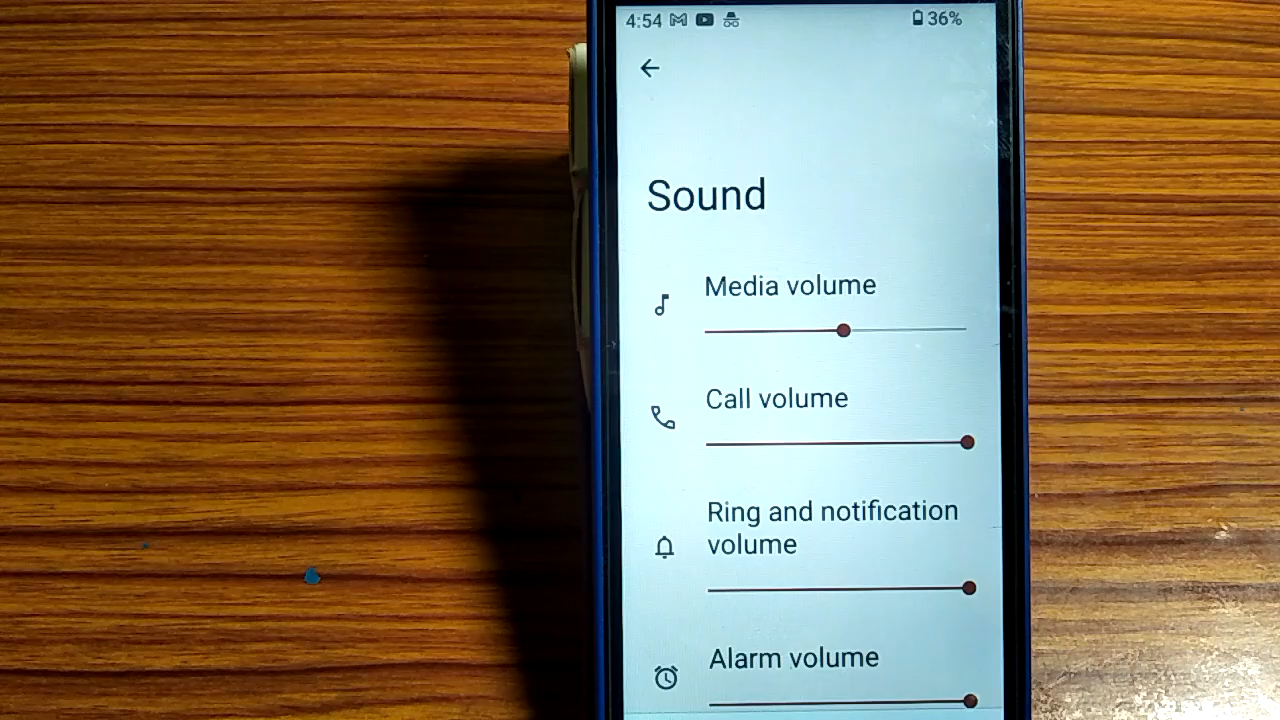 4:54 36%
Sound
Media volume
Call volume
Ring and notification
volume
Alarm volume